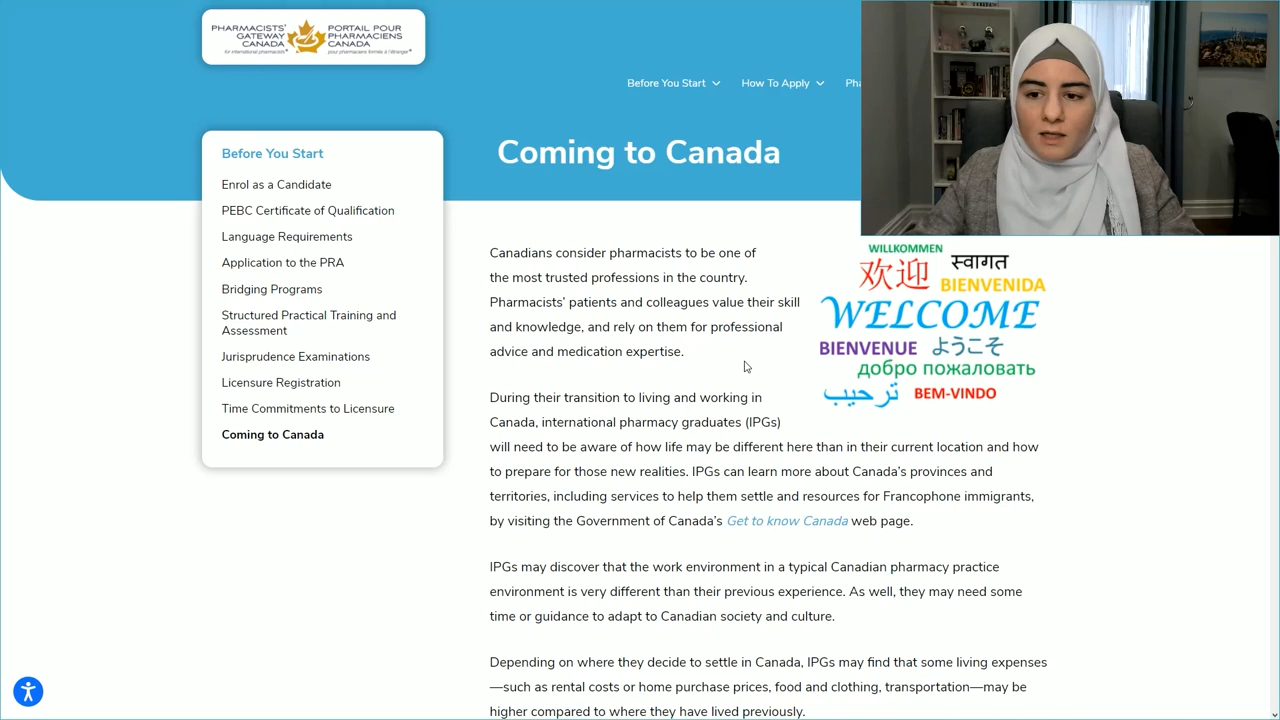 PHARMACISTS'
GATEWAY
CANADA
for international pharmacists
PORTAIL POUR
PHARMACIENS
CANADA
pour pharmaciens formés à l'étranger
Before You Start
How To Apply
Coming to Canada
Before You Start
Enrol as a Candidate
PEBC Certificate of Qualification
Language Requirements
Application to the PRA
Bridging Programs
Structured Practical Training and
Assessment
Jurisprudence Examinations
Licensure Registration
Time Commitments to Licensure
Coming to Canada
Canadians consider pharmacists to be one of
the most trusted professions in the country.
Pharmacists' patients and colleagues value their skill
and knowledge, and rely on them for professional
advice and medication expertise.
WILLKOMMEN
欢迎 स्वागत
BIENVENIDA
WELCOME
BIENVENUE ようこそ
добро пожаловать
ترحيب BEM-VINDO
During their transition to living and working in
Canada, international pharmacy graduates (IPGs)
will need to be aware of how life may be different here than in their current location and how
to prepare for those new realities. IPGs can learn more about Canada's provinces and
territories, including services to help them settle and resources for Francophone immigrants,
by visiting the Government of Canada's Get to know Canada web page.
IPGs may discover that the work environment in a typical Canadian pharmacy practice
environment is very different than their previous experience. As well, they may need some
time or guidance to adapt to Canadian society and culture.
Depending on where they decide to settle in Canada, IPGs may find that some living expenses
—such as rental costs or home purchase prices, food and clothing, transportation—may be
higher compared to where they have lived previously.